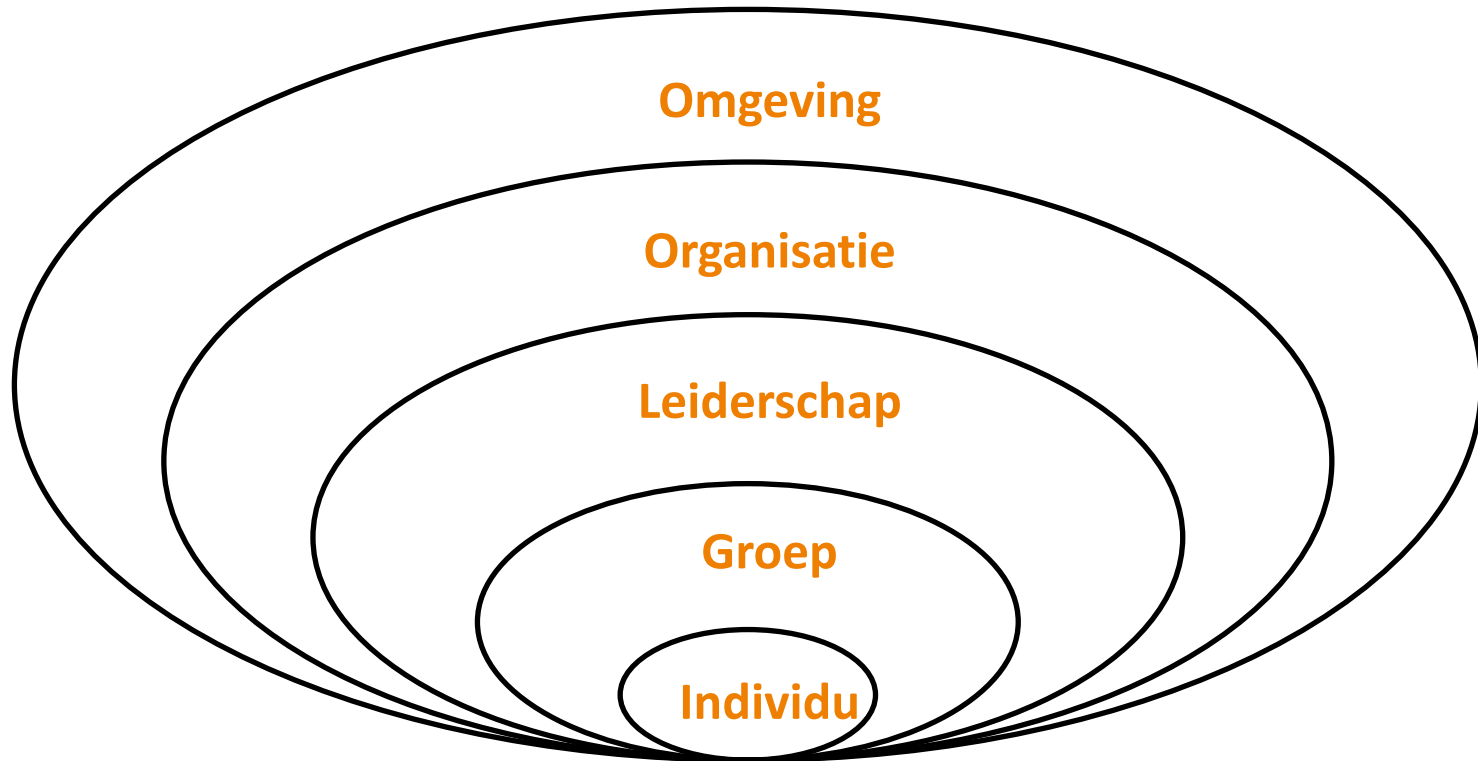 Omgeving
Organisatie
Leiderschap
Groep
Individu